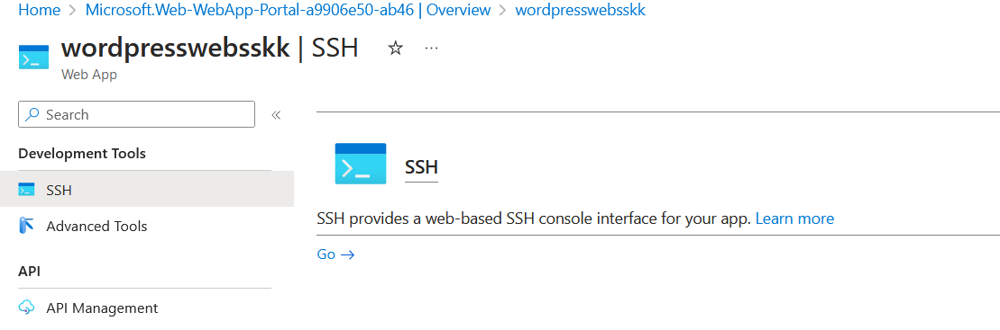 Home > Microsoft.Web-WebApp-Portal-a9906e50-ab46 | Overview > wordpresswebsskk
wordpresswebsskk | SSH ☆ ...
Web App
Search «
Development Tools
SSH
Advanced Tools
API
API Management
SSH
SSH provides a web-based SSH console interface for your app. Learn more
Go →